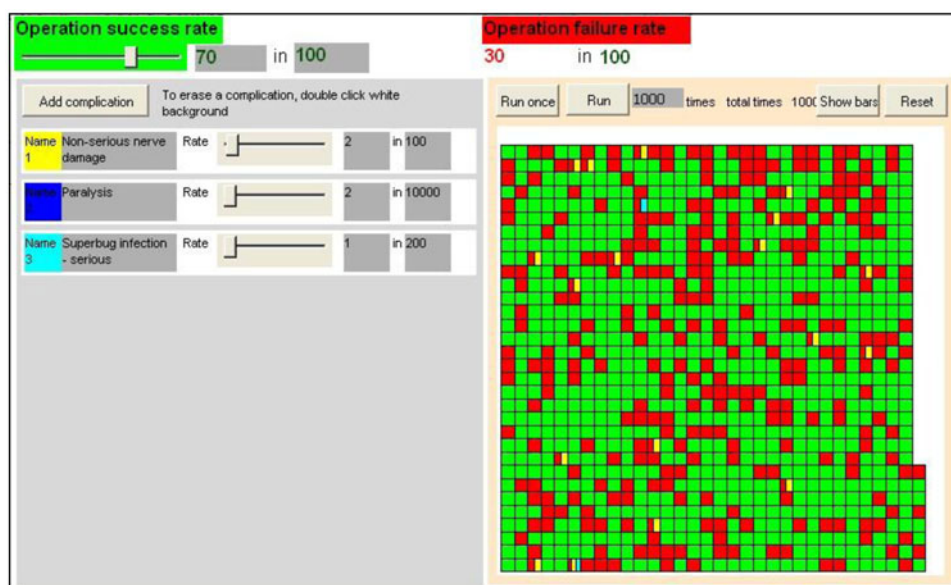 Operation success rate
70 in 100
Operation failure rate
30 in 100
Add complication
To erase a complication, double click white
background
Name 1 Non-serious nerve damage Rate 2 in 100
Paralysis Rate 2 in 10000
Name 3 Superbug infection - serious Rate 1 in 200
Run once Run 1000 times total times 100 Show bars Reset